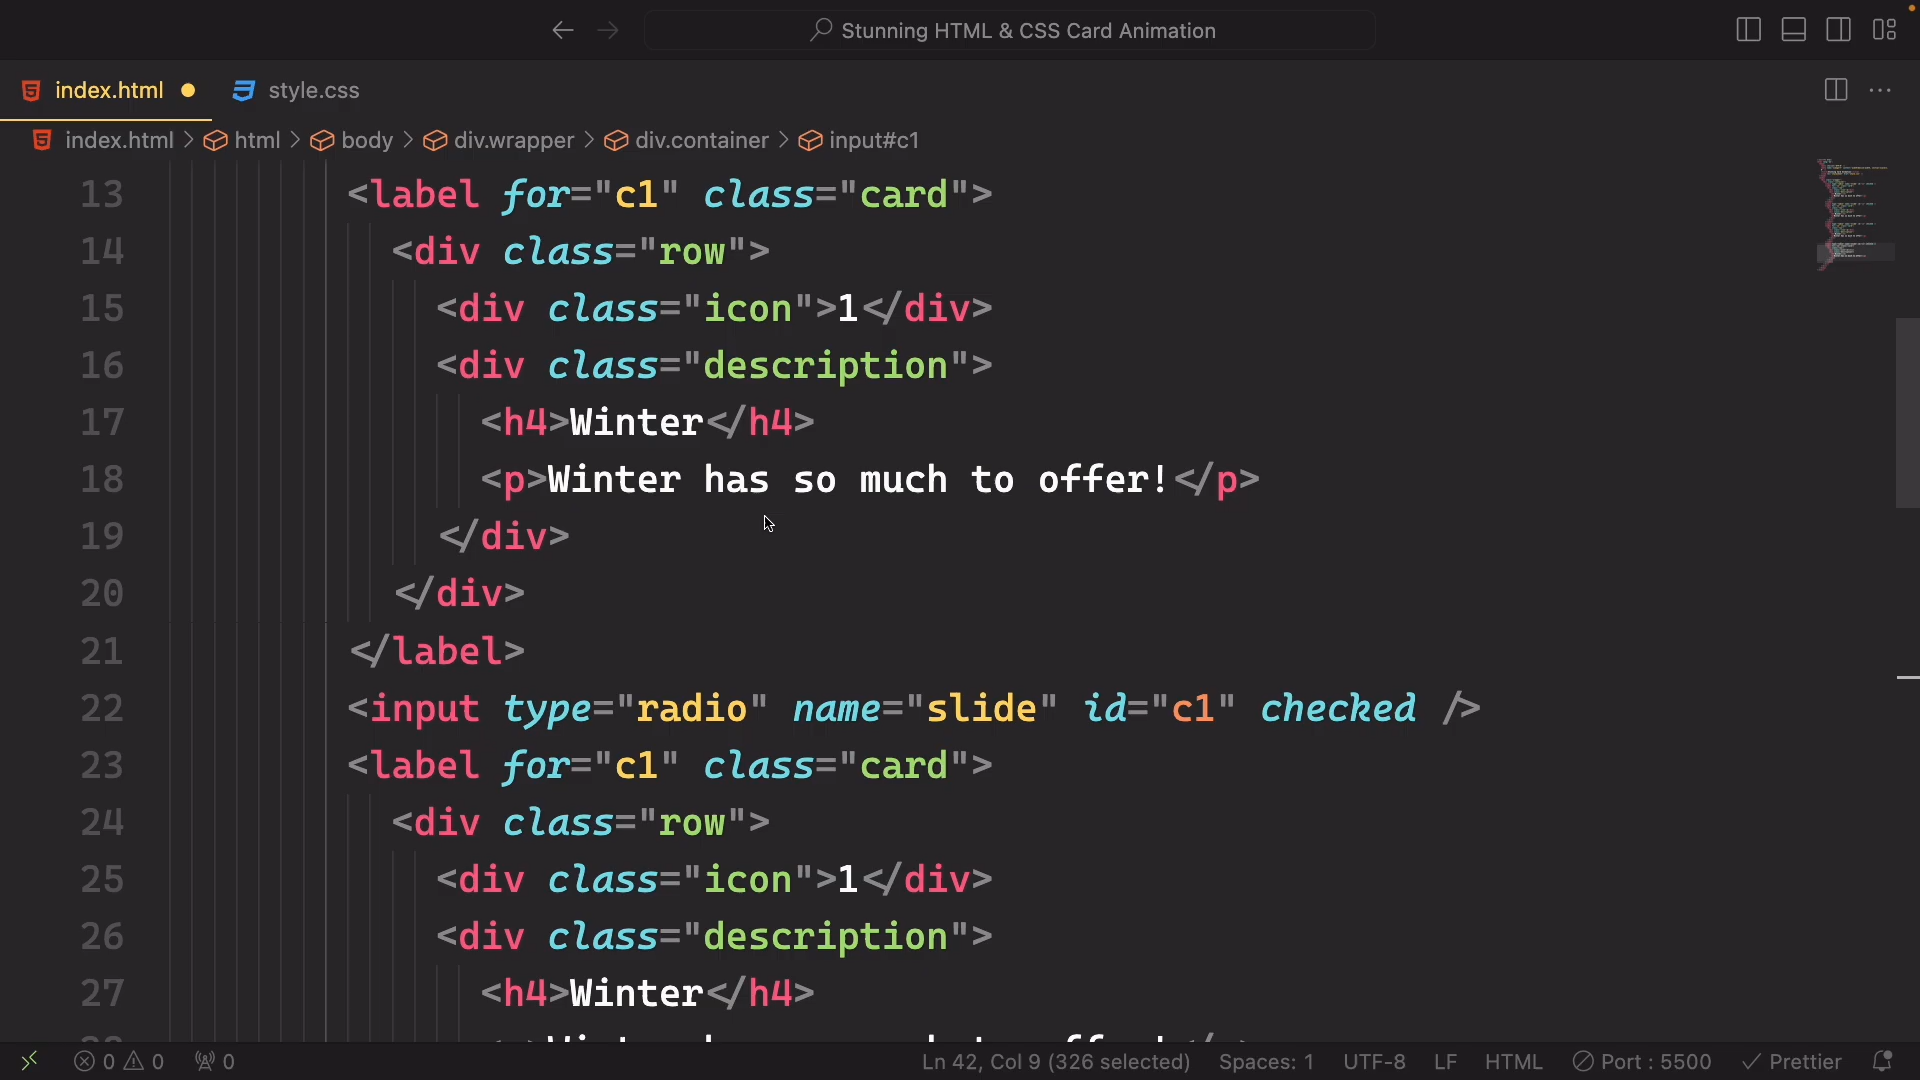 Stunning HTML & CSS Card Animation
index.html style.css
index.html > html > body > div.wrapper > div.container > input#c1
13 <label for="c1" class="card">
14 <div class="row">
15 <div class="icon">1</div>
16 <div class="description">
17 <h4>Winter</h4>
18 <p>Winter has so much to offer!</p>
19 </div>
20 </div>
21 </label>
22 <input type="radio" name="slide" id="c1" checked />
23 <label for="c1" class="card">
24 <div class="row">
25 <div class="icon">1</div>
26 <div class="description">
27 <h4>Winter</h4>
0 0 0 Ln 42, Col 9 (326 selected) Spaces: 1 UTF-8 LF HTML Port : 5500 Prettier